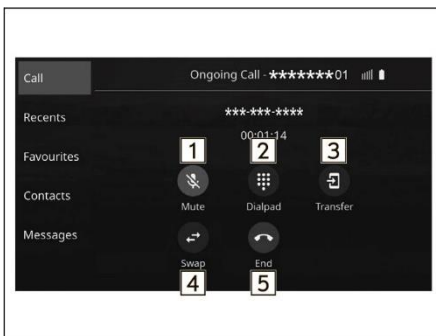 Call
Ongoing Call - *******01
Recents
***-***-****
00:01:14
Favourites
1
2
3
Mute
Dialpad
Transfer
Contacts
Messages
Swap
End
4
5